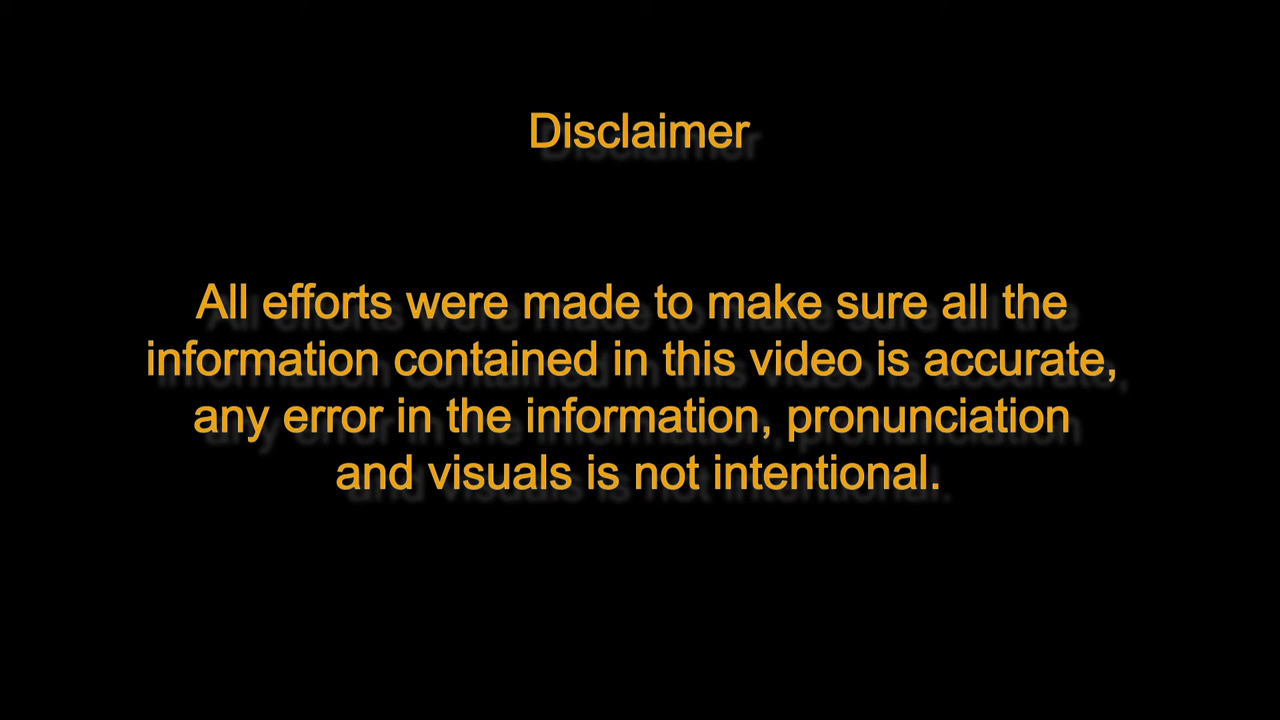 Disclaimer
All efforts were made to make sure all the
information contained in this video is accurate,
any error in the information, pronunciation
and visuals is not intentional.